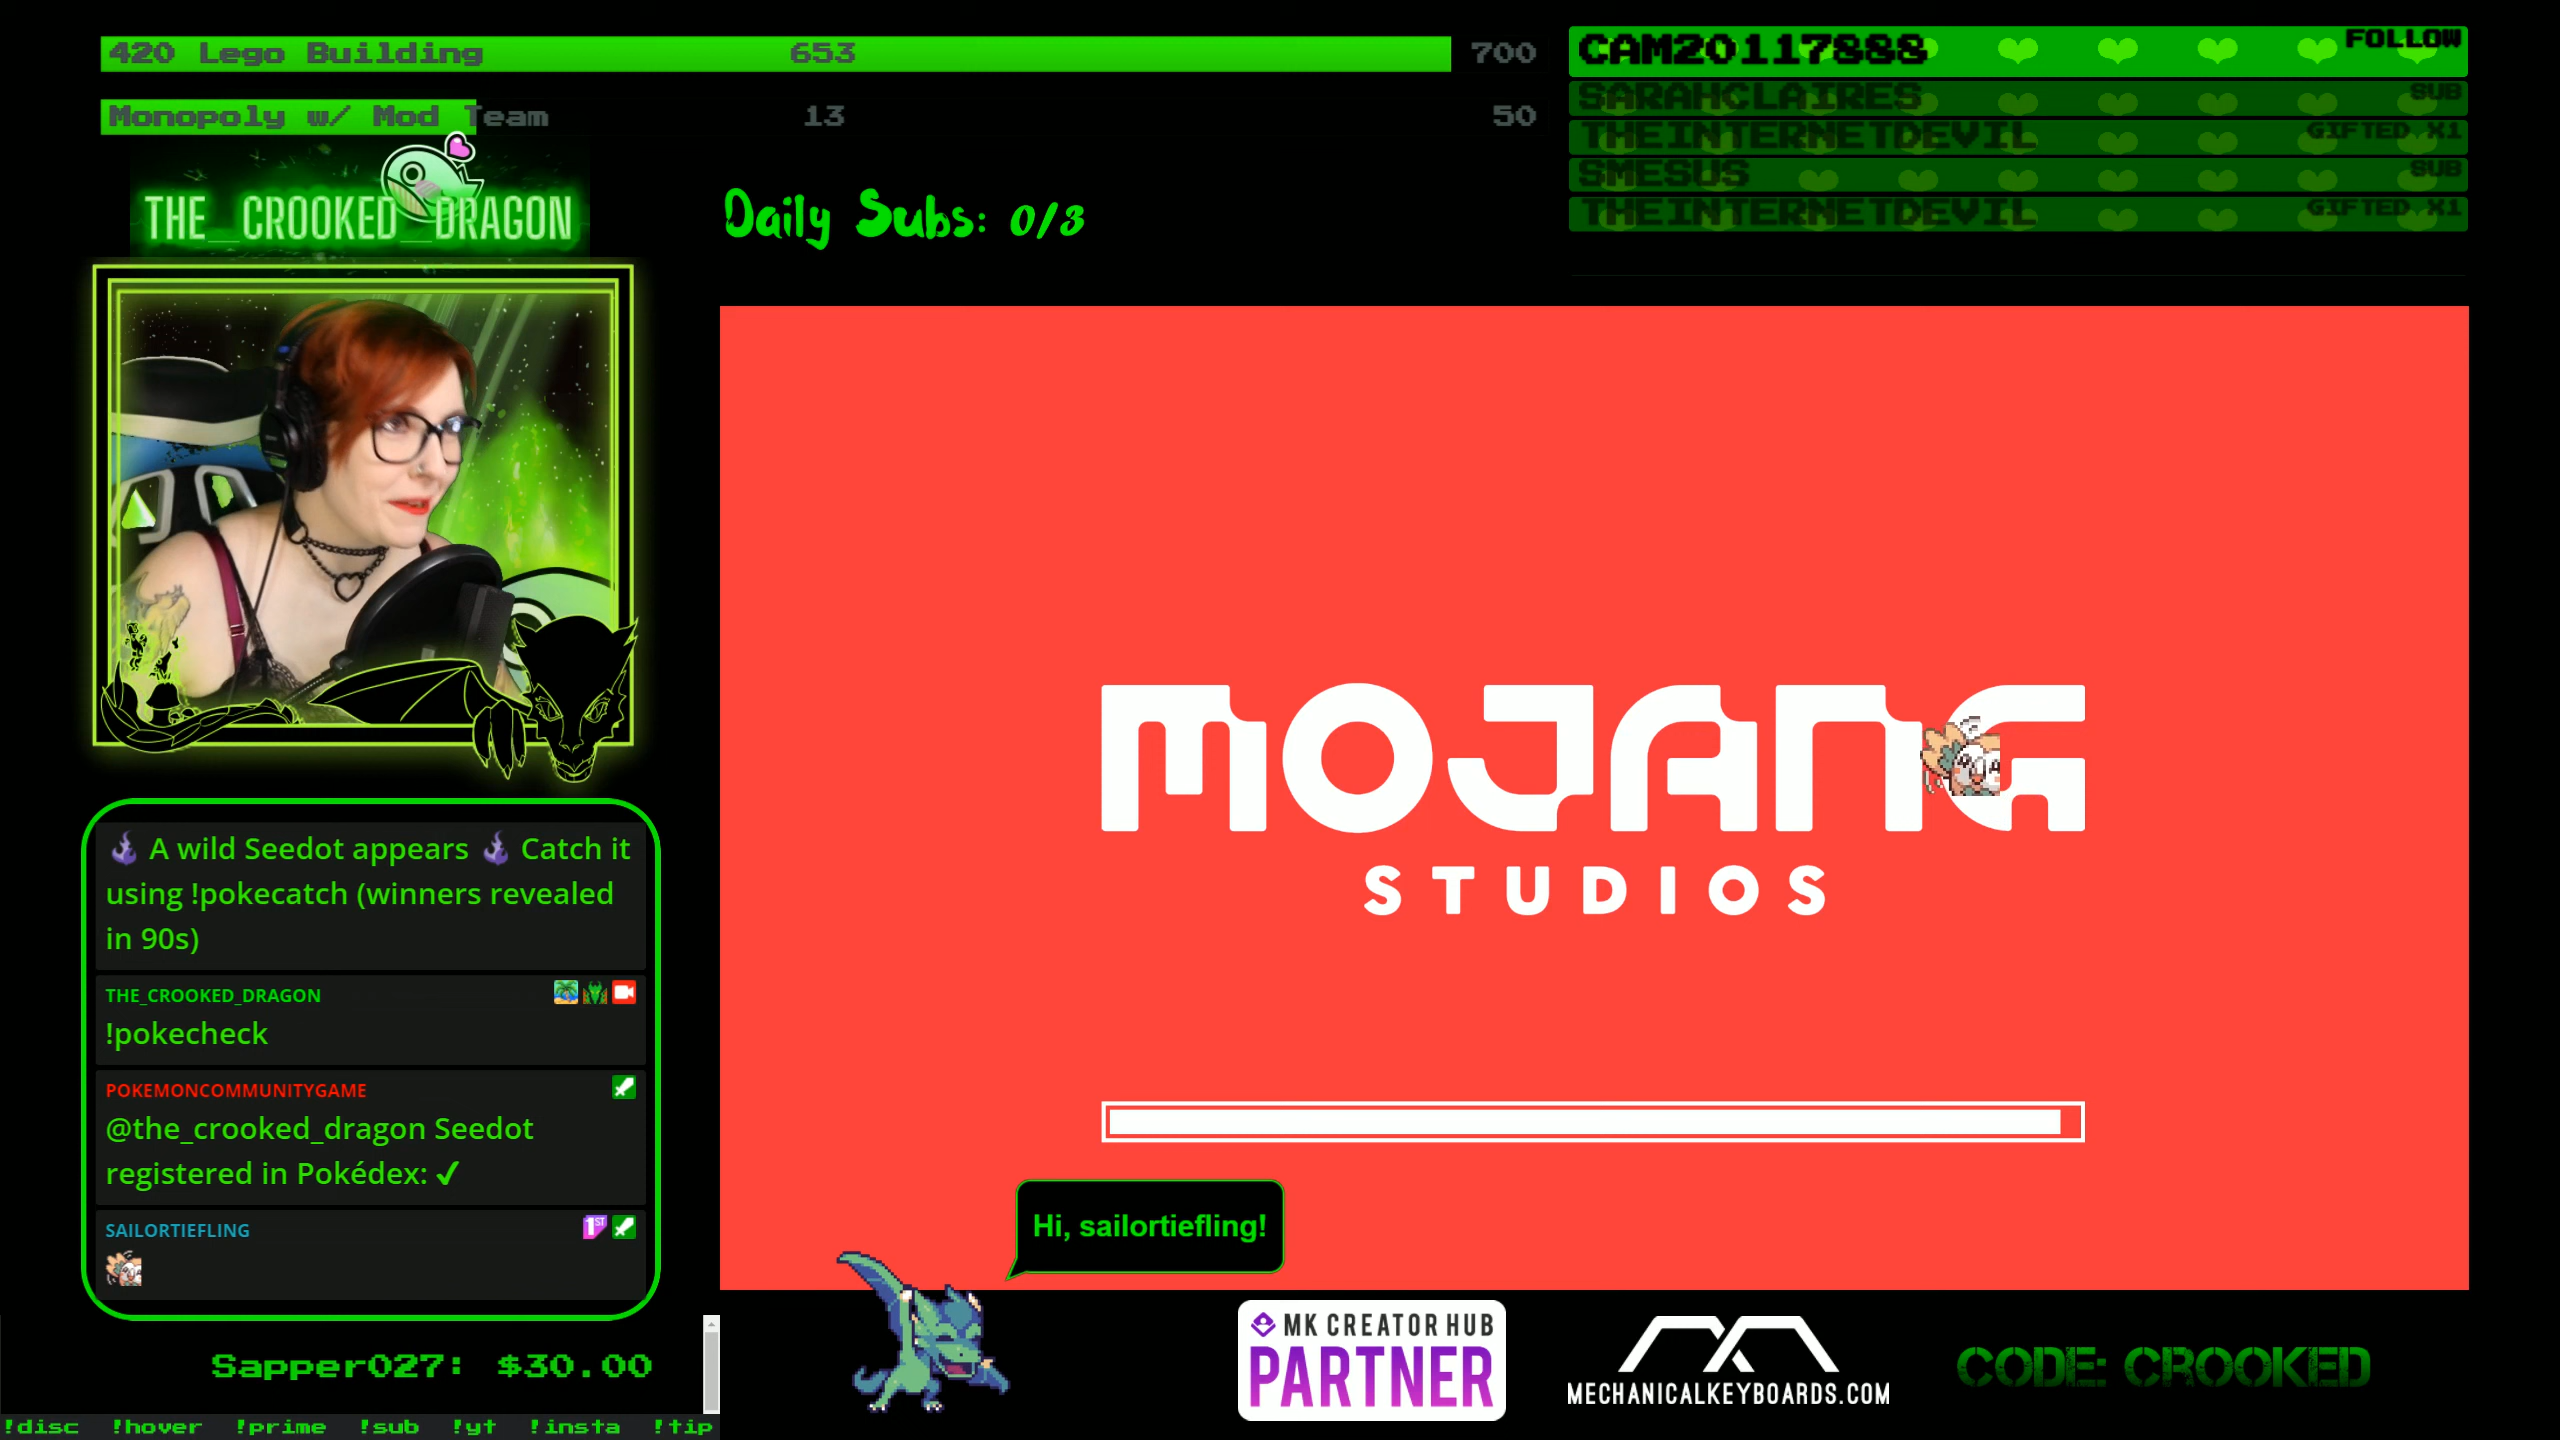 420 Lego Building 653 700
Monopoly w/ Mod Team 13 50
THE_CROOKED_DRAGON
Daily Subs: 0/3
CAM20117888 FOLLOW
SARAHCLAIRES SUB
THEINTERNETDEVIL GIFTED X1
SMESUS SUB
THEINTERNETDEVIL GIFTED X1
MOJANG
STUDIOS
A wild Seedot appears Catch it
using !pokecatch (winners revealed
in 90s)
THE_CROOKED_DRAGON
!pokecheck
POKEMONCOMMUNITYGAME
@the_crooked_dragon Seedot
registered in Pokédex: ✓
SAILORTIEFLING 1ST
Hi, sailortiefling!
Sapper027: $30.00
!disc !hover !prime !sub !yt !insta !tip
MK CREATOR HUB
PARTNER
MECHANICALKEYBOARDS.COM
CODE: CROOKED